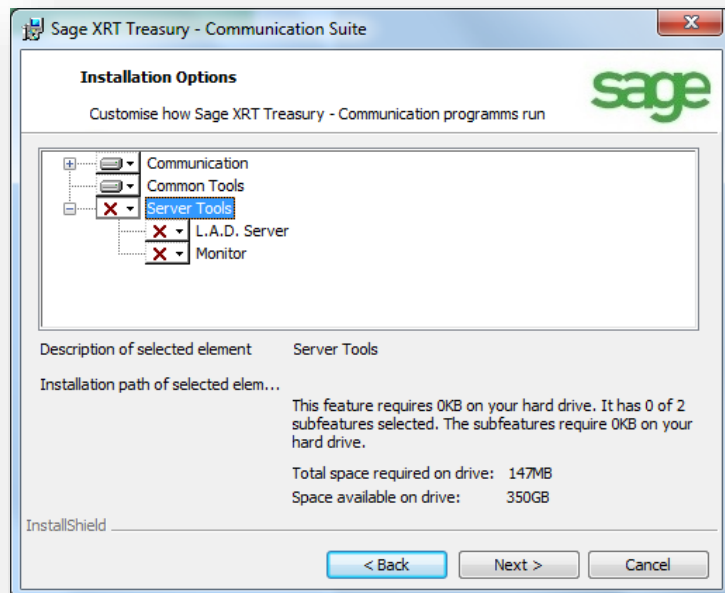 Sage XRT Treasury - Communication Suite
Installation Options
sage
Customise how Sage XRT Treasury - Communication programms run
Communication
Common Tools
Server Tools
L.A.D. Server
Monitor
Description of selected element Server Tools
Installation path of selected elem...
This feature requires 0KB on your hard drive. It has 0 of 2
subfeatures selected. The subfeatures require 0KB on your
hard drive.
Total space required on drive: 147MB
Space available on drive: 350GB
InstallShield
< Back Next > Cancel